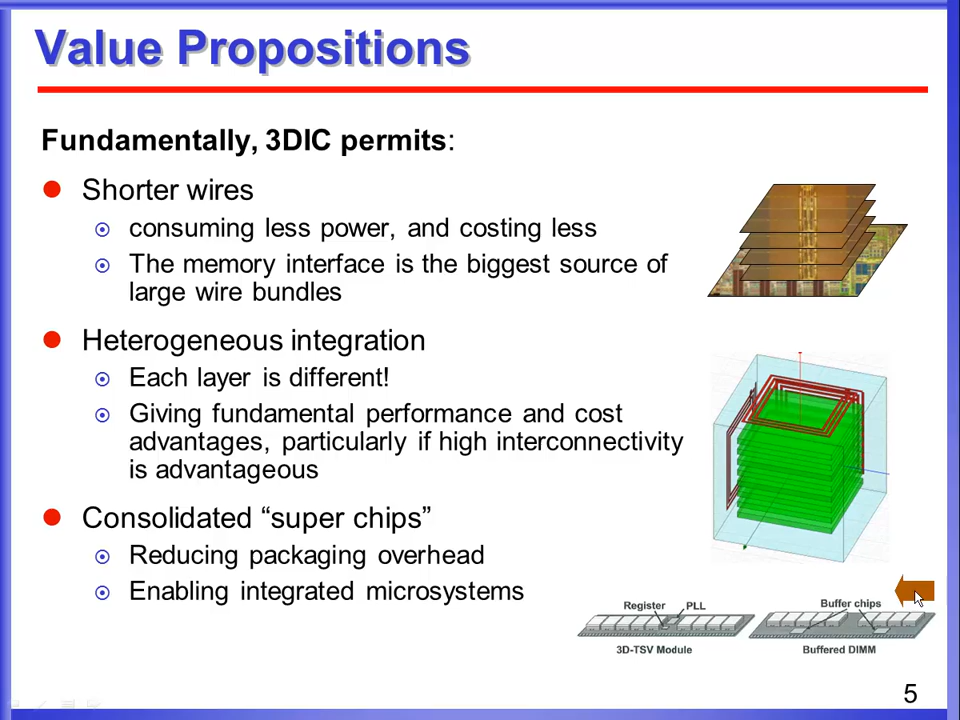 Value Propositions
Fundamentally, 3DIC permits:
Shorter wires
consuming less power, and costing less
The memory interface is the biggest source of
large wire bundles
Heterogeneous integration
Each layer is different!
Giving fundamental performance and cost
advantages, particularly if high interconnectivity
is advantageous
Consolidated “super chips”
Reducing packaging overhead
Enabling integrated microsystems
Register PLL
3D-TSV Module
Buffer chips
Buffered DIMM
5